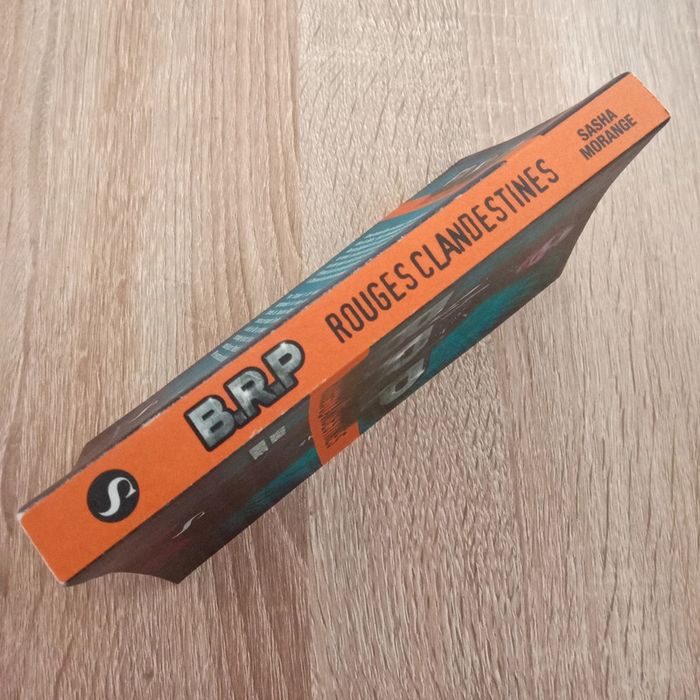 S
B.R.P
ROUGES CLANDESTINES
SASHA
MORANGE